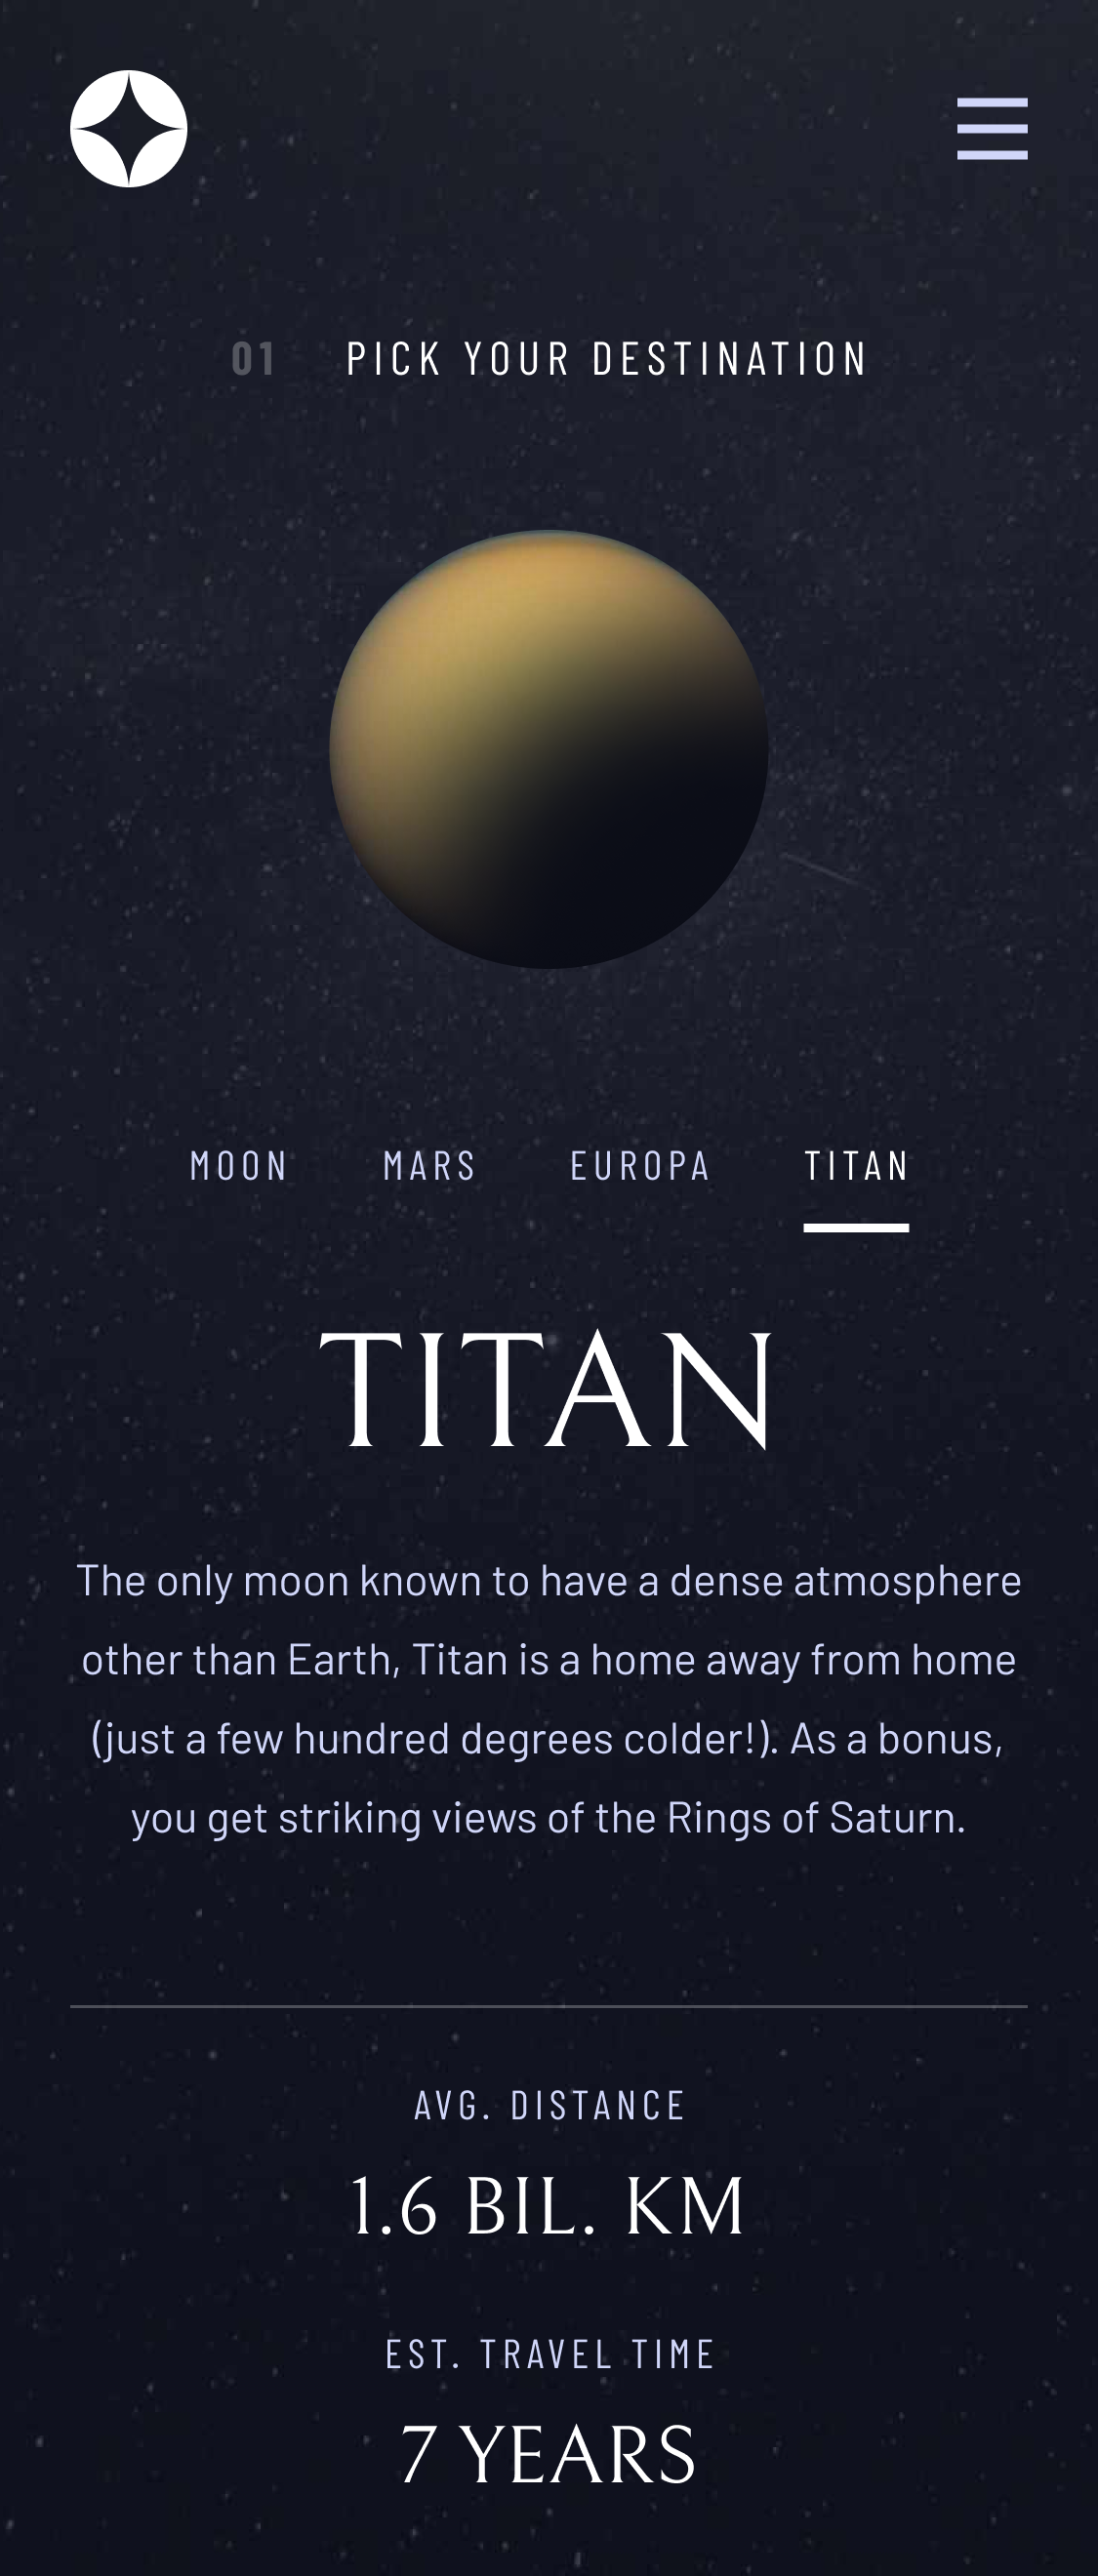 01 PICK YOUR DESTINATION
MOON MARS EUROPA TITAN
TITAN
The only moon known to have a dense atmosphere
other than Earth, Titan is a home away from home
(just a few hundred degrees colder!). As a bonus,
you get striking views of the Rings of Saturn.
AVG. DISTANCE
1.6 BIL. KM
EST. TRAVEL TIME
7 YEARS